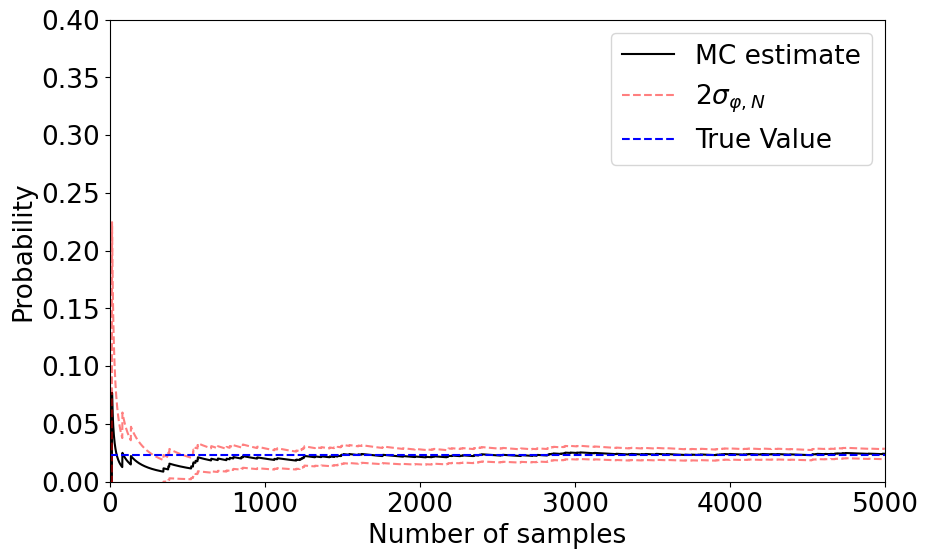 0.40
0.35
0.30
0.25
0.20
0.15
0.10
0.05
0.00
Probability
MC estimate
2σφ, N
True Value
0 1000 2000 3000 4000 5000
Number of samples